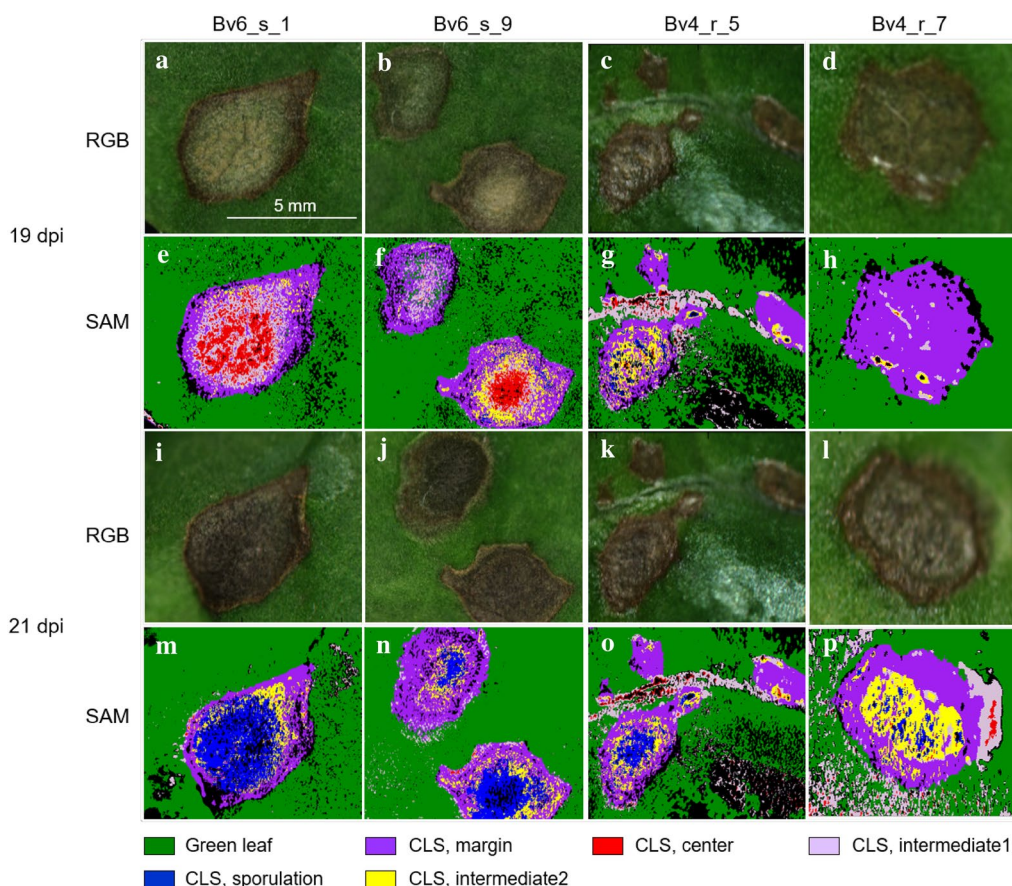 Bv6_s_1 Bv6_s_9 Bv4_r_5 Bv4_r_7
a b c d
RGB
5 mm
19 dpi
e f g h
SAM
i j k l
RGB
21 dpi
m n o p
SAM
Green leaf CLS, margin CLS, center CLS, intermediate1
CLS, sporulation CLS, intermediate2